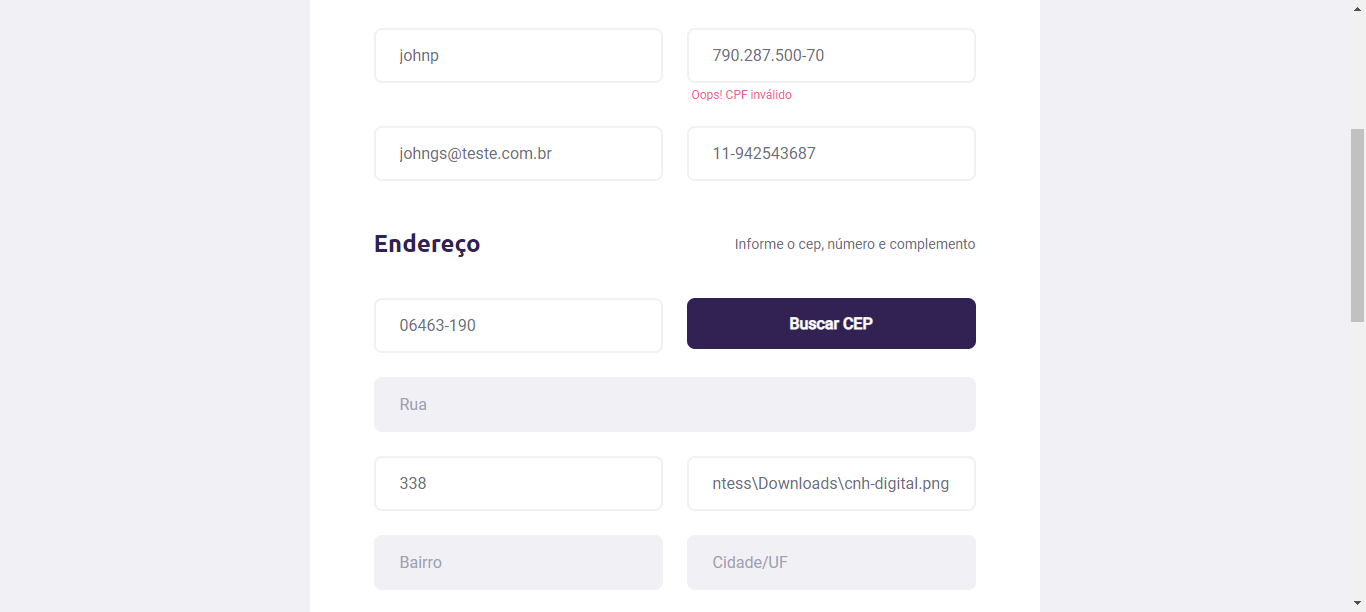 johnp
790.287.500-70
Oops! CPF inválido
johngs@teste.com.br
11-942543687
Endereço
Informe o cep, número e complemento
06463-190
Buscar CEP
Rua
338
ntess\Downloads\cnh-digital.png
Bairro
Cidade/UF